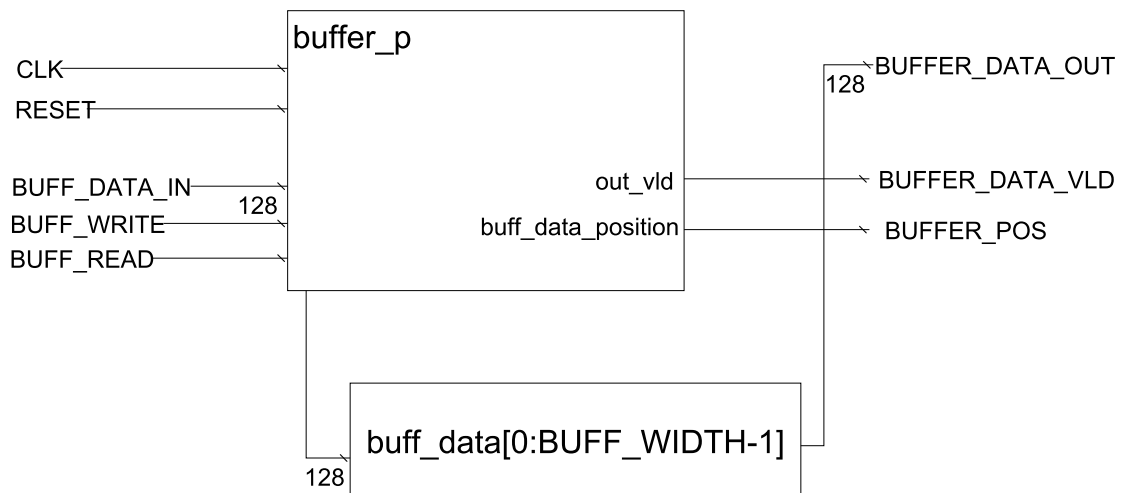 buffer_p
CLK
RESET
BUFF_DATA_IN
128
BUFF_WRITE
BUFF_READ
out_vld
buff_data_position
BUFFER_DATA_OUT
128
BUFFER_DATA_VLD
BUFFER_POS
buff_data[0:BUFF_WIDTH-1]
128